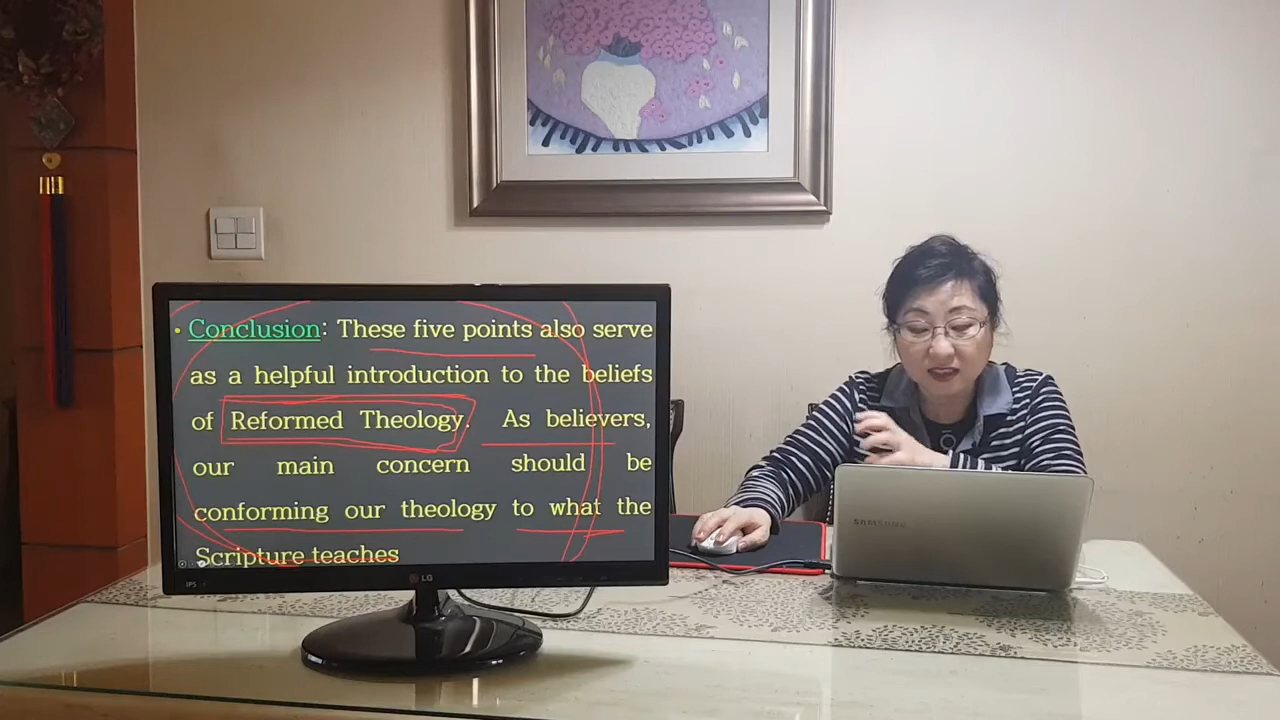 • Conclusion: These five points also serve
as a helpful introduction to the beliefs
of Reformed Theology. As believers,
our main concern should be
conforming our theology to what the
Scripture teaches
IPS
LG
SAMSUNG